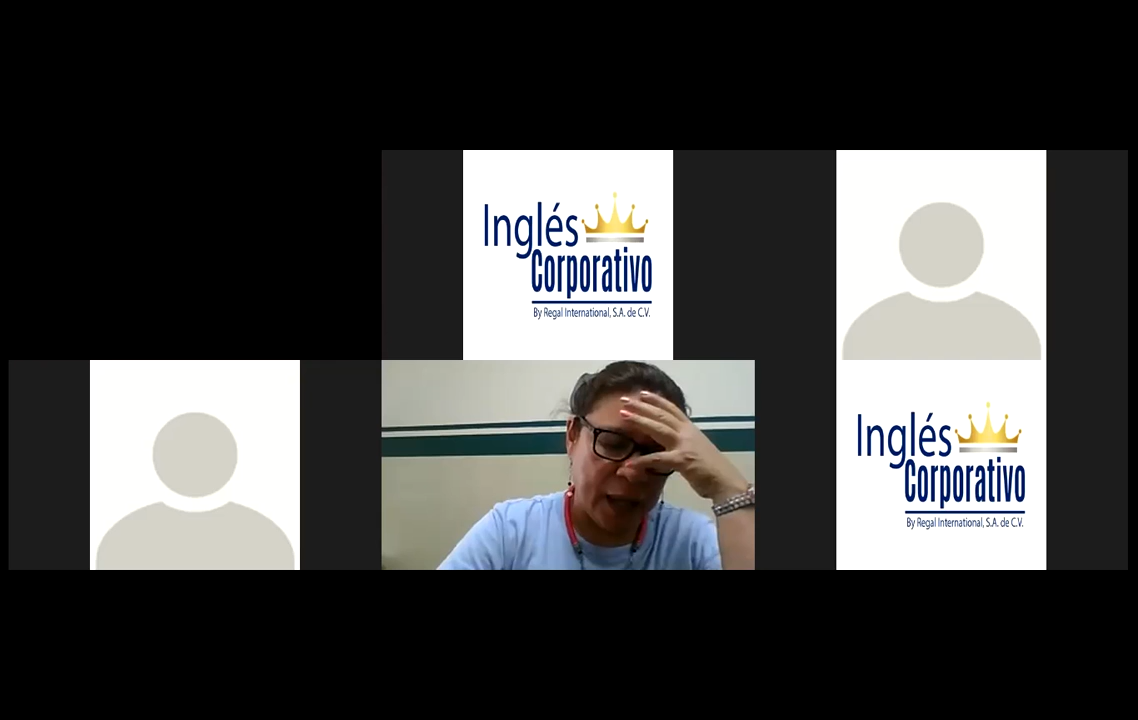 Inglés
Corporativo
By Regal International, S.A. de C.V.
Inglés
Corporativo
By Regal International, S.A. de C.V.